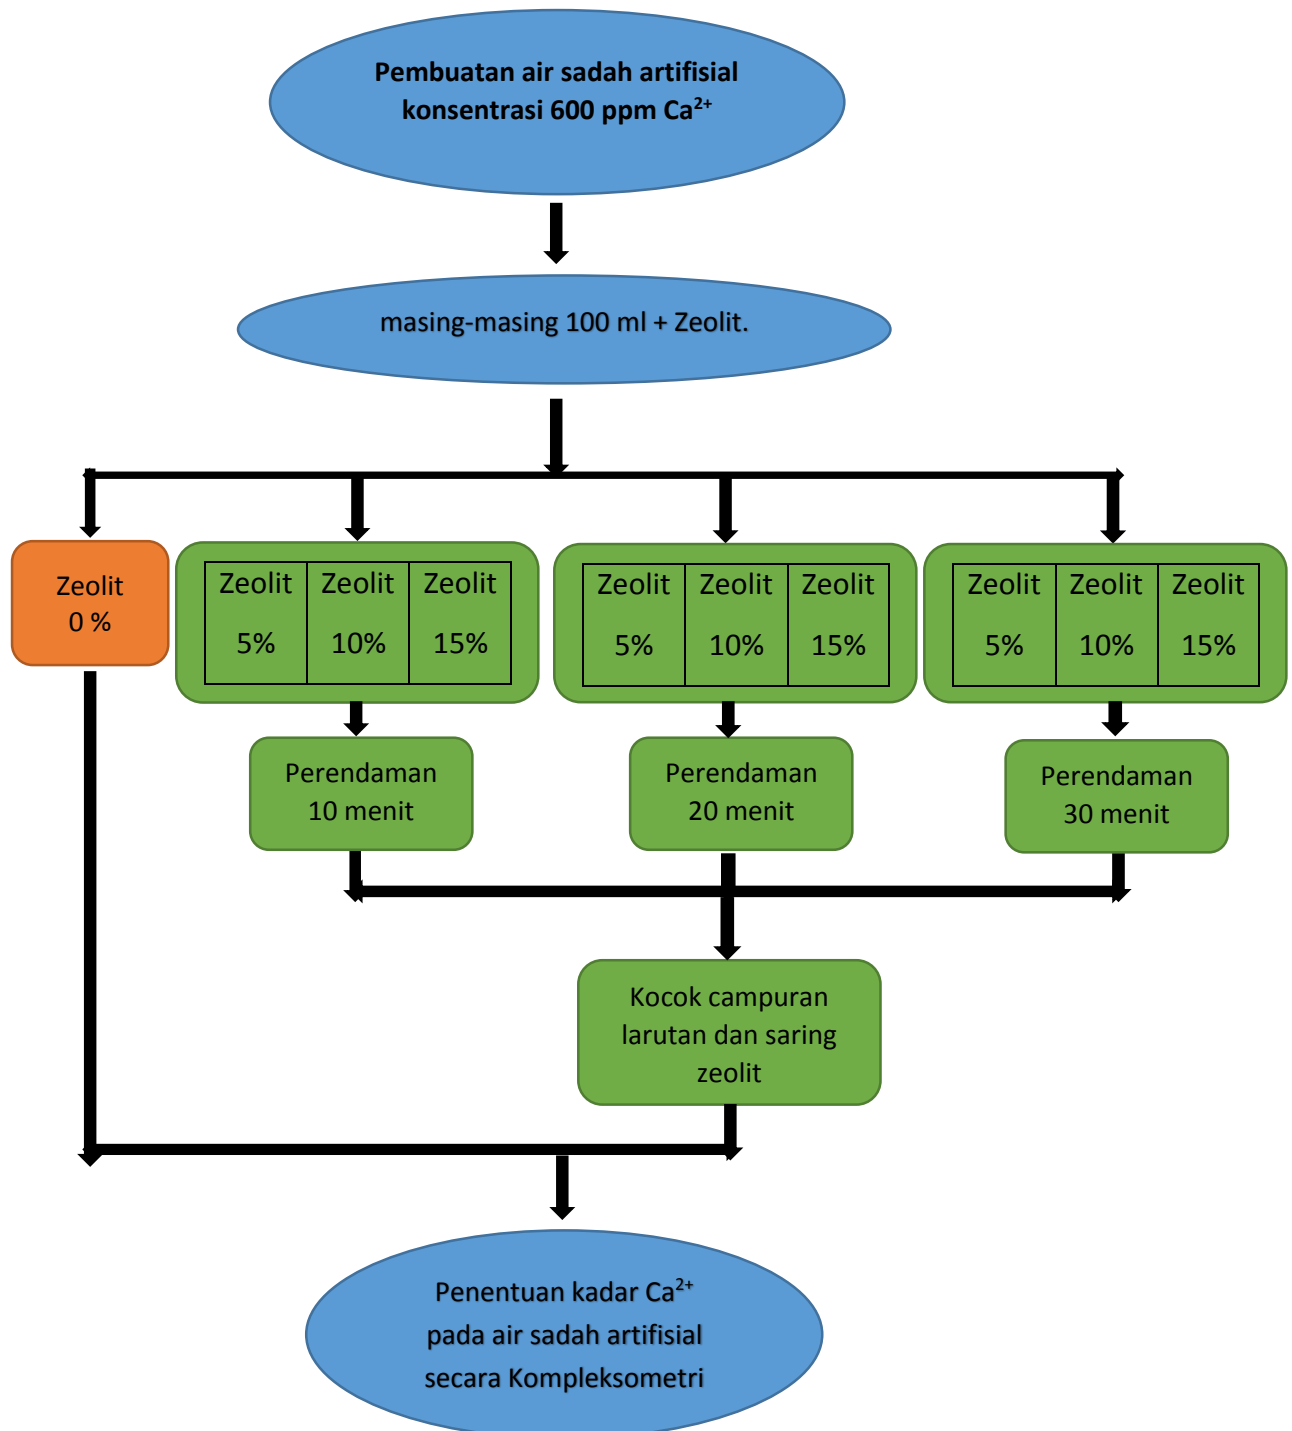 Pembuatan air sadah artifisial
konsentrasi 600 ppm Ca²⁺
masing-masing 100 ml + Zeolit.
Zeolit
0 %
Zeolit Zeolit Zeolit
5% 10% 15%
Zeolit Zeolit Zeolit
5% 10% 15%
Zeolit Zeolit Zeolit
5% 10% 15%
Perendaman
10 menit
Perendaman
20 menit
Perendaman
30 menit
Kocok campuran
larutan dan saring
zeolit
Penentuan kadar Ca²⁺
pada air sadah artifisial
secara Kompleksometri